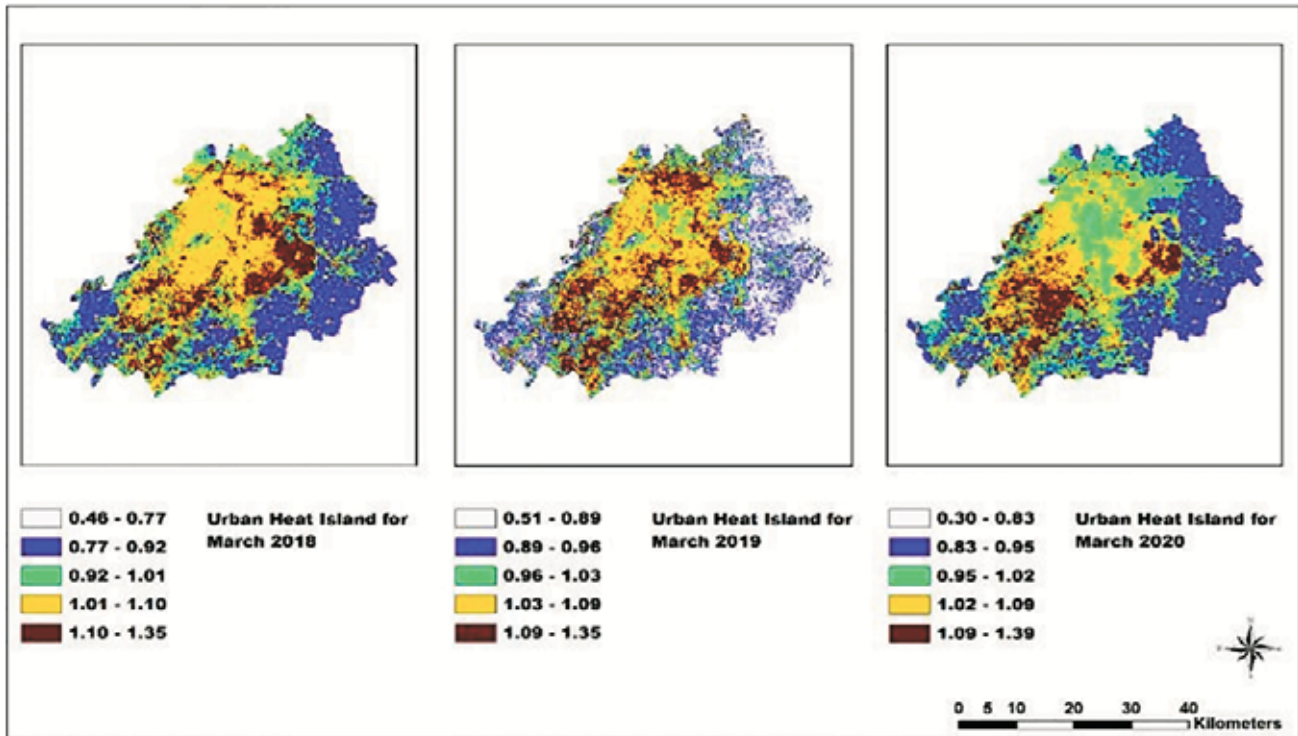 0.46 - 0.77
0.77 - 0.92
0.92 - 1.01
1.01 - 1.10
1.10 - 1.35
Urban Heat Island for
March 2018
0.51 - 0.89
0.89 - 0.96
0.96 - 1.03
1.03 - 1.09
1.09 - 1.35
Urban Heat Island for
March 2019
0.30 - 0.83
0.83 - 0.95
0.95 - 1.02
1.02 - 1.09
1.09 - 1.39
Urban Heat Island for
March 2020
0 5 10 20 30 40
Kilometers